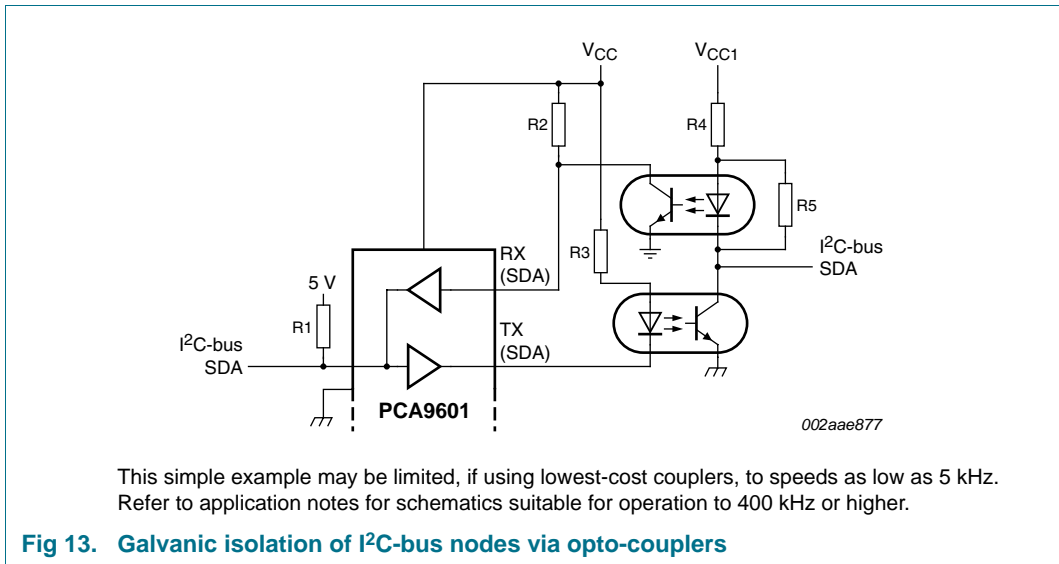 VCC
VCC1
R2
R4
R5
R3
RX
(SDA)
I2C-bus
SDA
5 V
R1
TX
(SDA)
I2C-bus
SDA
PCA9601
002aae877
This simple example may be limited, if using lowest-cost couplers, to speeds as low as 5 kHz.
Refer to application notes for schematics suitable for operation to 400 kHz or higher.
Fig 13. Galvanic isolation of I2C-bus nodes via opto-couplers